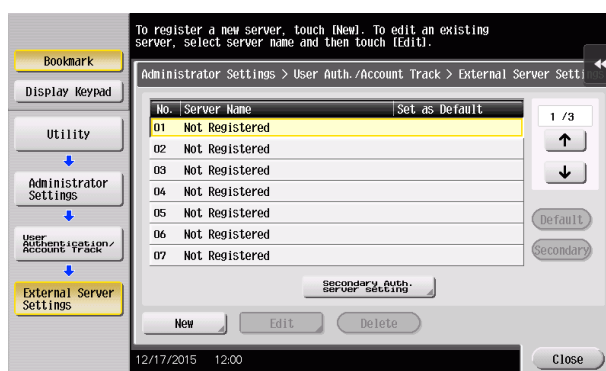 To register a new server, touch [New]. To edit an existing
server, select server name and then touch [Edit].
Bookmark
Display Keypad
Utility
Administrator
Settings
User
Authentication/
Account Track
External Server
Settings
Administrator Settings > User Auth./Account Track > External Server Settings
No. Server Name Set as Default
01 Not Registered
02 Not Registered
03 Not Registered
04 Not Registered
05 Not Registered
06 Not Registered
07 Not Registered
1 /3
Default
Secondary
Secondary Auth.
server setting
New Edit Delete
12/17/2015 12:00
Close